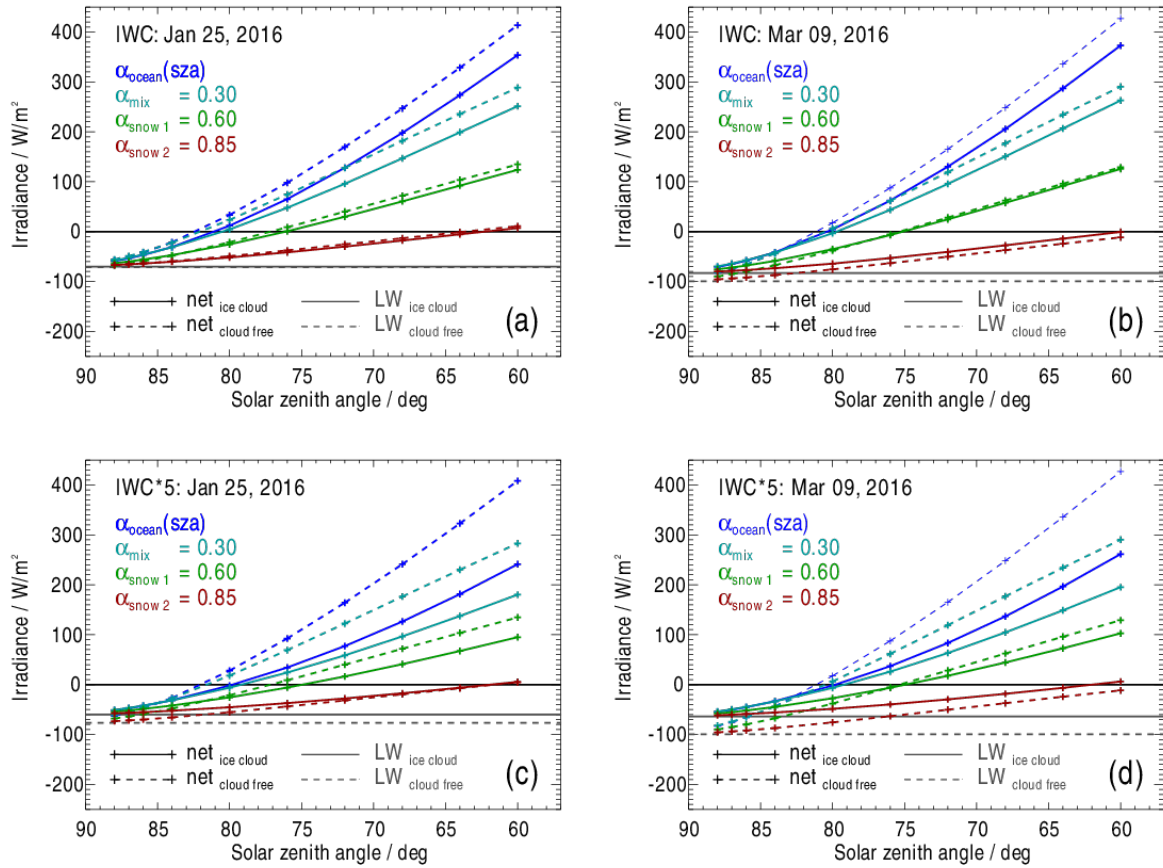 IWC: Jan 25, 2016
αocean(sza)
αmix = 0.30
αsnow 1 = 0.60
αsnow 2 = 0.85
net ice cloud
net cloud free
LW ice cloud
LW cloud free
(a)
400
300
200
100
0
-100
-200
Irradiance / W/m²
90 85 80 75 70 65 60
Solar zenith angle / deg
IWC: Mar 09, 2016
αocean(sza)
αmix = 0.30
αsnow 1 = 0.60
αsnow 2 = 0.85
net ice cloud
net cloud free
LW ice cloud
LW cloud free
(b)
400
300
200
100
0
-100
-200
Irradiance / W/m²
90 85 80 75 70 65 60
Solar zenith angle / deg
IWC*5: Jan 25, 2016
αocean(sza)
αmix = 0.30
αsnow 1 = 0.60
αsnow 2 = 0.85
net ice cloud
net cloud free
LW ice cloud
LW cloud free
(c)
400
300
200
100
0
-100
-200
Irradiance / W/m²
90 85 80 75 70 65 60
Solar zenith angle / deg
IWC*5: Mar 09, 2016
αocean(sza)
αmix = 0.30
αsnow 1 = 0.60
αsnow 2 = 0.85
net ice cloud
net cloud free
LW ice cloud
LW cloud free
(d)
400
300
200
100
0
-100
-200
Irradiance / W/m²
90 85 80 75 70 65 60
Solar zenith angle / deg